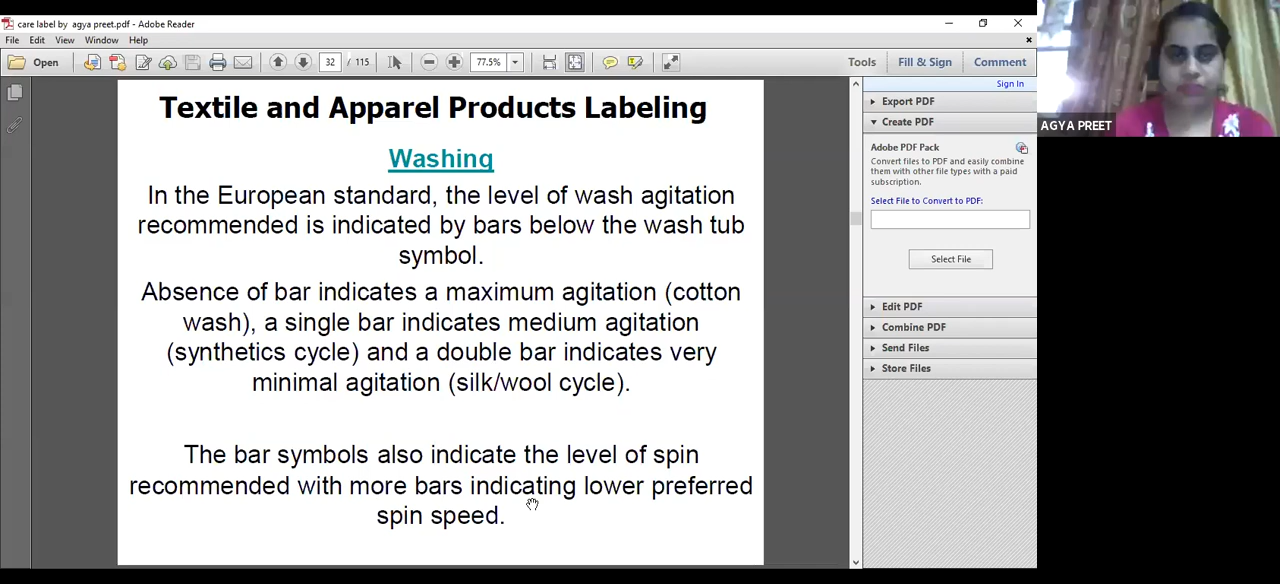 care label by agya preet.pdf - Adobe Reader
File Edit View Window Help
Open 32 / 115 77.5% Tools Fill & Sign Comment
Sign In
Textile and Apparel Products Labeling
Washing
In the European standard, the level of wash agitation
recommended is indicated by bars below the wash tub
symbol.
Absence of bar indicates a maximum agitation (cotton
wash), a single bar indicates medium agitation
(synthetics cycle) and a double bar indicates very
minimal agitation (silk/wool cycle).
The bar symbols also indicate the level of spin
recommended with more bars indicating lower preferred
spin speed.
Export PDF
Create PDF
Adobe PDF Pack
Convert files to PDF and easily combine
them with other file types with a paid
subscription.
Select File to Convert to PDF:
Select File
Edit PDF
Combine PDF
Send Files
Store Files
AGYA PREET